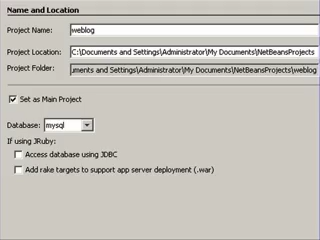 Name and Location
Project Name: weblog
Project Location: C:\Documents and Settings\Administrator\My Documents\NetBeansProjects
Project Folder: uments and Settings\Administrator\My Documents\NetBeansProjects\weblog
Set as Main Project
Database: mysql
If using JRuby:
Access database using JDBC
Add rake targets to support app server deployment (.war)